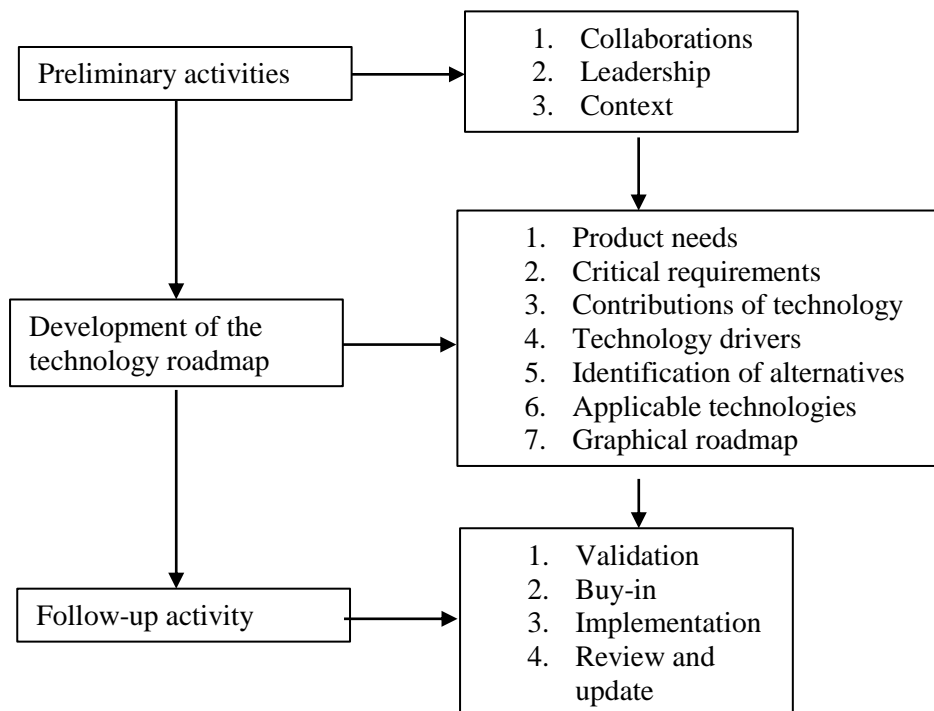 Preliminary activities
1. Collaborations
2. Leadership
3. Context
Development of the
technology roadmap
1. Product needs
2. Critical requirements
3. Contributions of technology
4. Technology drivers
5. Identification of alternatives
6. Applicable technologies
7. Graphical roadmap
Follow-up activity
1. Validation
2. Buy-in
3. Implementation
4. Review and
update